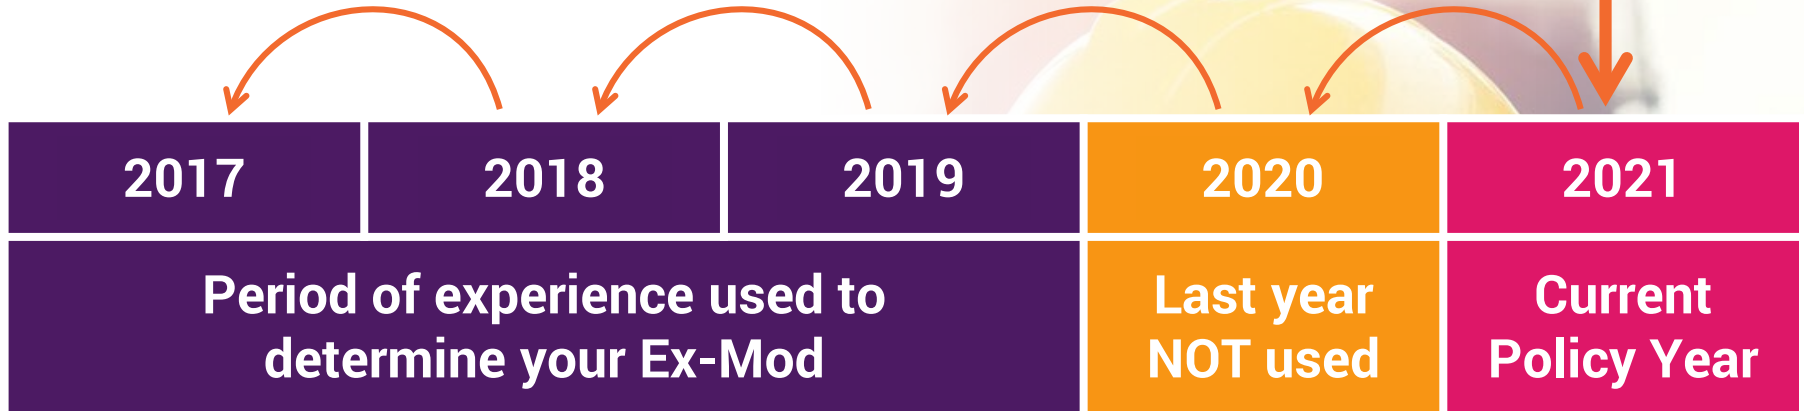 2017 2018 2019 2020 2021
Period of experience used to
determine your Ex-Mod
Last year
NOT used
Current
Policy Year